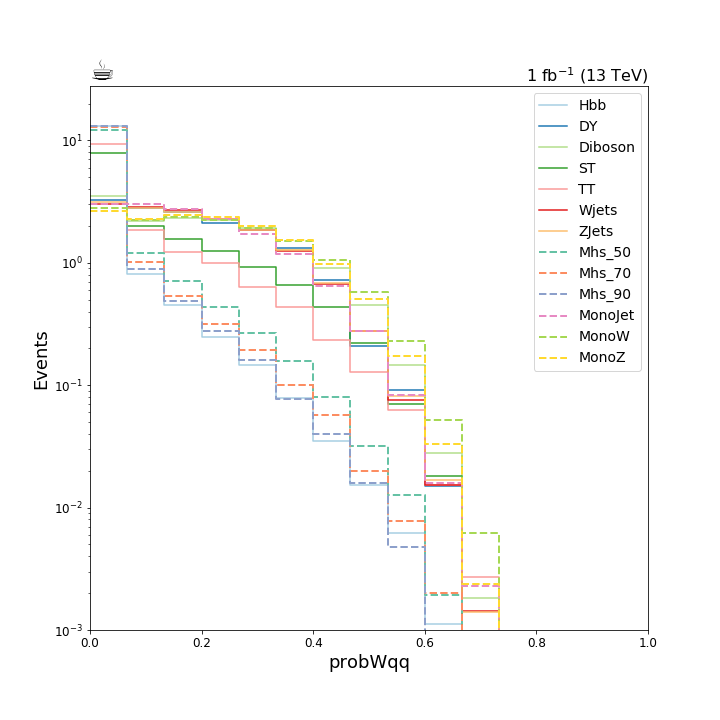 1 fb⁻¹ (13 TeV)
Hbb
DY
Diboson
ST
TT
Wjets
ZJets
Mhs_50
Mhs_70
Mhs_90
MonoJet
MonoW
MonoZ
Events
10¹
10⁰
10⁻¹
10⁻²
10⁻³
0.0 0.2 0.4 0.6 0.8 1.0
probWqq